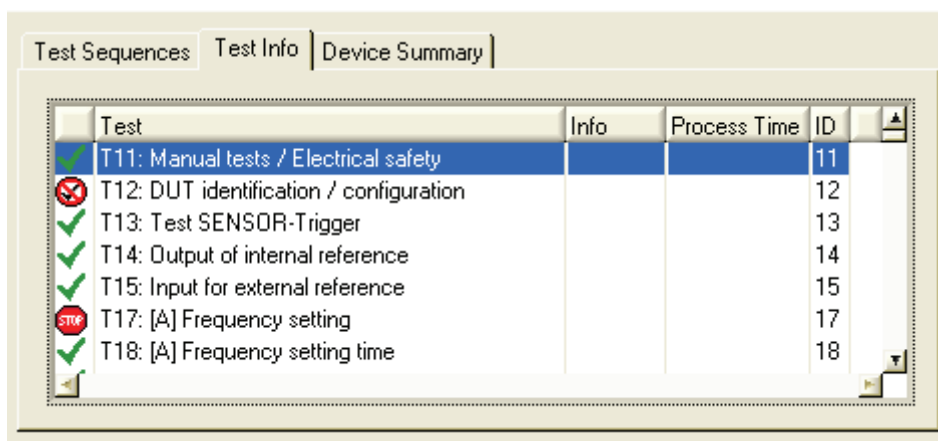 Test Sequences Test Info Device Summary
Test Info Process Time ID
T11: Manual tests / Electrical safety 11
T12: DUT identification / configuration 12
T13: Test SENSOR-Trigger 13
T14: Output of internal reference 14
T15: Input for external reference 15
STOP T17: [A] Frequency setting 17
T18: [A] Frequency setting time 18